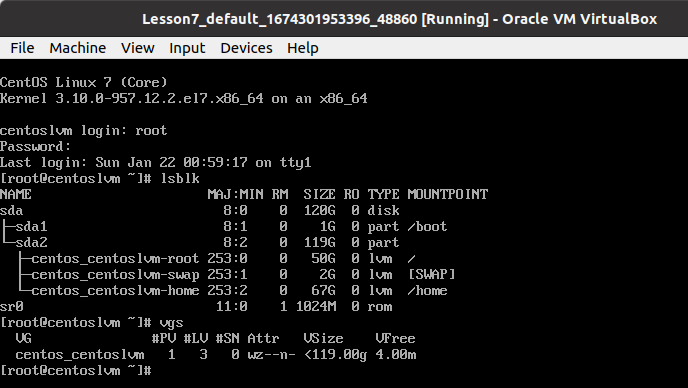 Lesson7_default_1674301953396_48860 [Running] - Oracle VM VirtualBox
File Machine View Input Devices Help
CentOS Linux 7 (Core)
Kernel 3.10.0-957.12.2.el7.x86_64 on an x86_64
centoslvm login: root
Password:
Last login: Sun Jan 22 00:59:17 on tty1
[root@centoslvm ~]# lsblk
NAME                      MAJ:MIN RM  SIZE RO TYPE MOUNTPOINT
sda                         8:0    0  120G  0 disk
├─sda1                      8:1    0    1G  0 part /boot
└─sda2                      8:2    0  119G  0 part
  ├─centos_centoslvm-root 253:0    0   50G  0 lvm  /
  ├─centos_centoslvm-swap 253:1    0    2G  0 lvm  [SWAP]
  └─centos_centoslvm-home 253:2    0   67G  0 lvm  /home
sr0                        11:0    1 1024M  0 rom
[root@centoslvm ~]# vgs
  VG               #PV #LV #SN Attr   VSize    VFree
  centos_centoslvm   1   3   0 wz--n- <119.00g 4.00m
[root@centoslvm ~]#